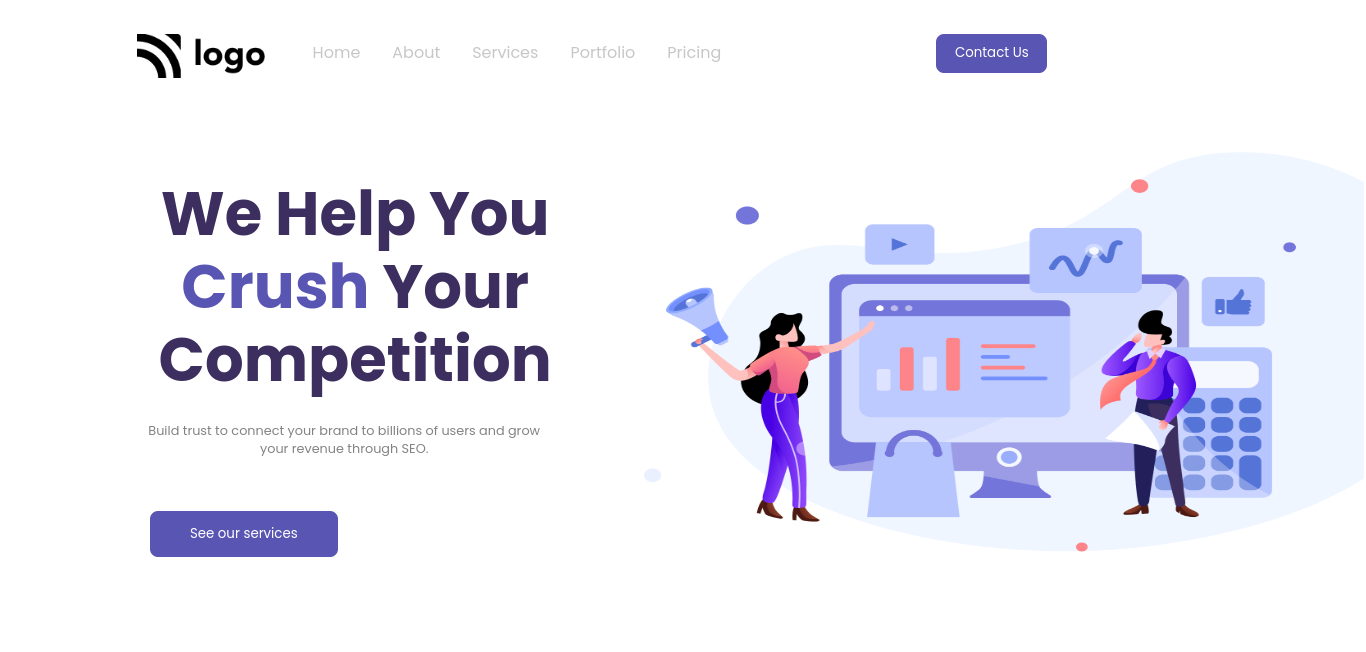 logo
Home About Services Portfolio Pricing
Contact Us
We Help You
Crush Your
Competition
Build trust to connect your brand to billions of users and grow
your revenue through SEO.
See our services